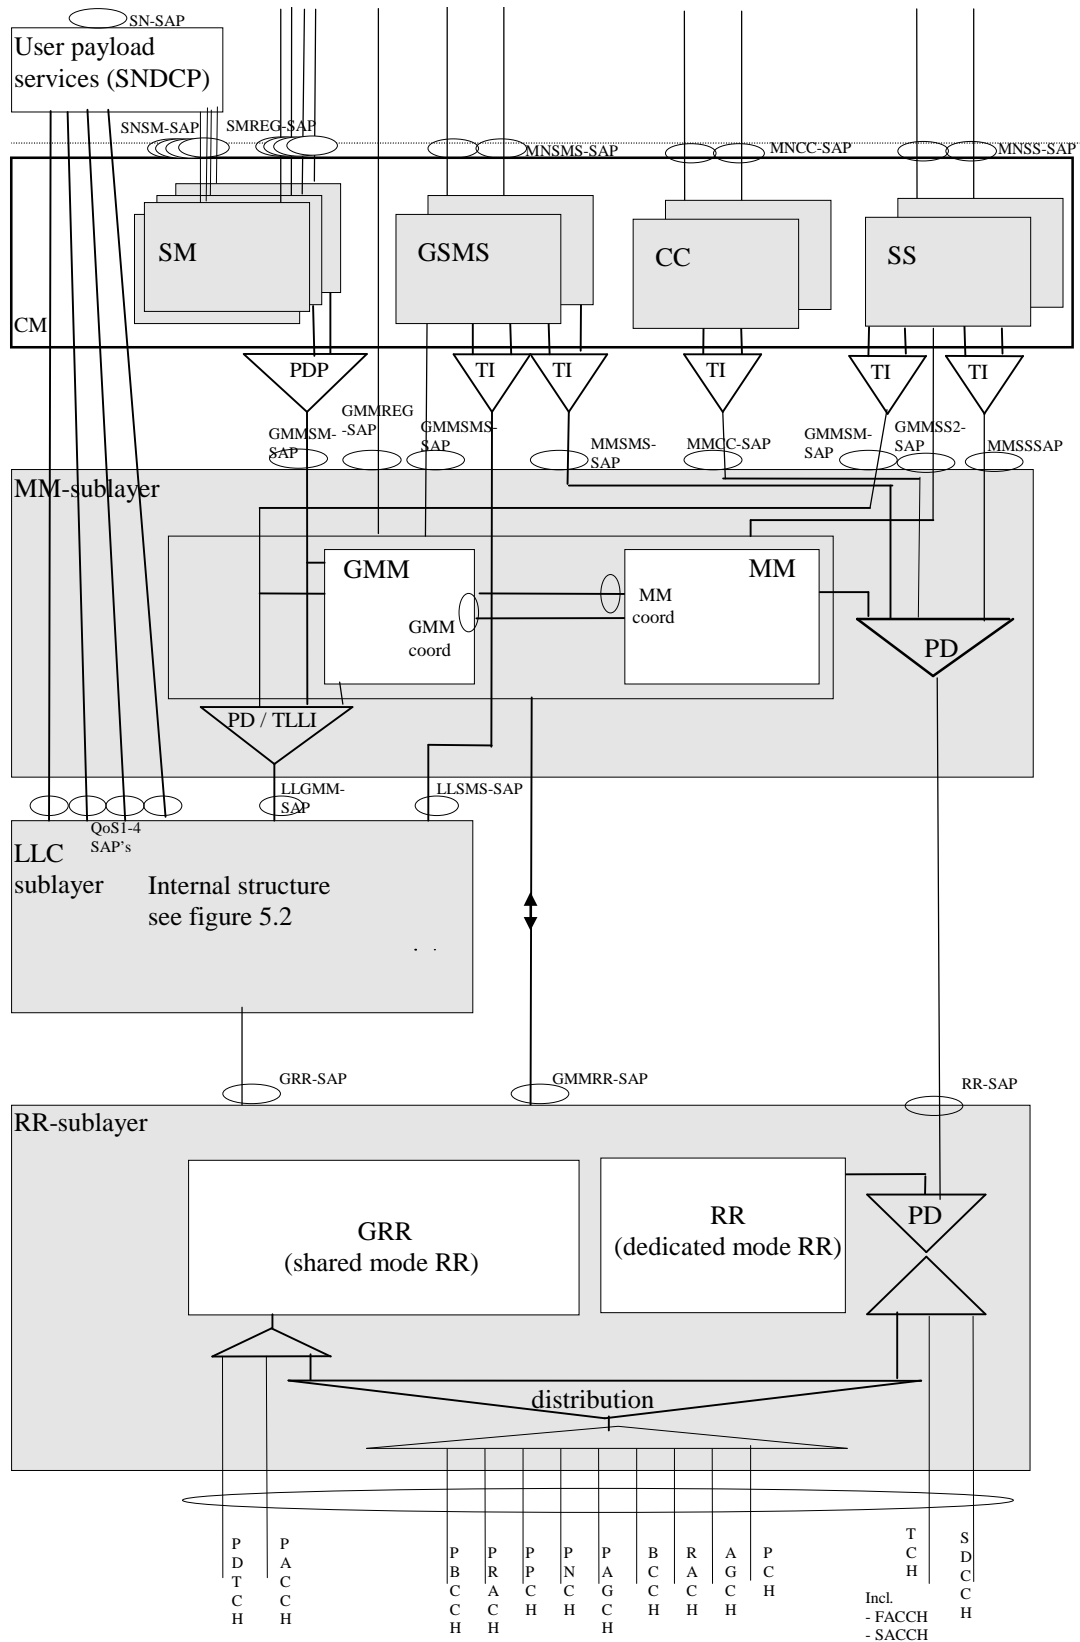 SN-SAP
User payload
services (SNDCP)
SNSM-SAP
SMREG-SAP
MNSMS-SAP
MNCC-SAP
MNSS-SAP
SM
GSMS
CC
SS
CM
PDP
TI
TI
TI
TI
TI
GMMSM-
SAP
GMMREG
-SAP
GMMSMS-
SAP
MMSMS-
SAP
MMCC-SAP
GMMSM-
SAP
GMMSS2-
SAP
MMSSSAP
MM-sublayer
GMM
MM
GMM
coord
MM
coord
PD
PD / TLLI
LLGMM-
SAP
LLSMS-SAP
QoS1-4
SAP's
LLC
sublayer
Internal structure
see figure 5.2
GRR-SAP
GMMRR-SAP
RR-SAP
RR-sublayer
GRR
(shared mode RR)
RR
(dedicated mode RR)
PD
distribution
PDTCH
PACCH
PBCCH
PRACH
PPCH
PNCH
PAGCH
BCCH
RACH
AGCH
PCH
TCH
Incl.
- FACCH
- SACCH
SDCCH